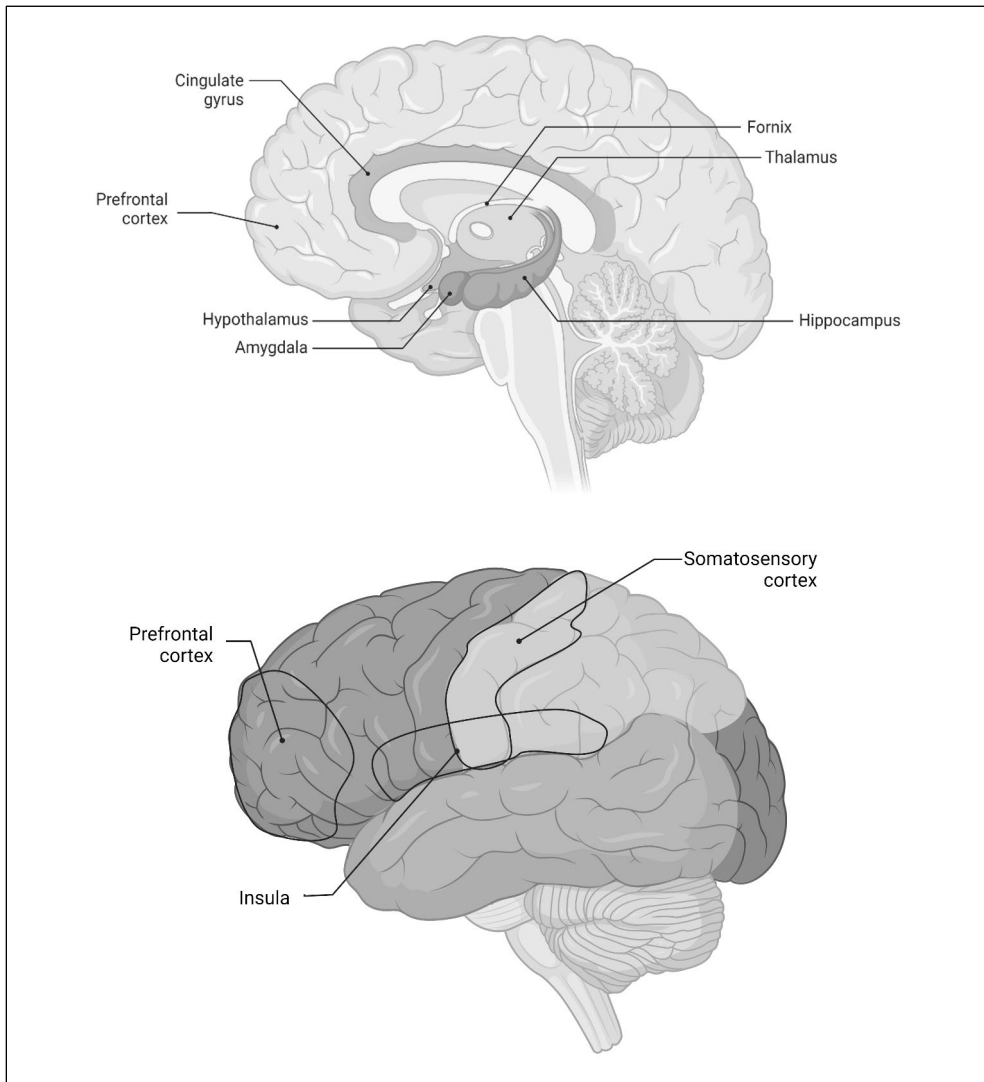 Cingulate
gyrus
Fornix
Thalamus
Prefrontal
cortex
Hypothalamus
Amygdala
Hippocampus
Somatosensory
cortex
Prefrontal
cortex
Insula